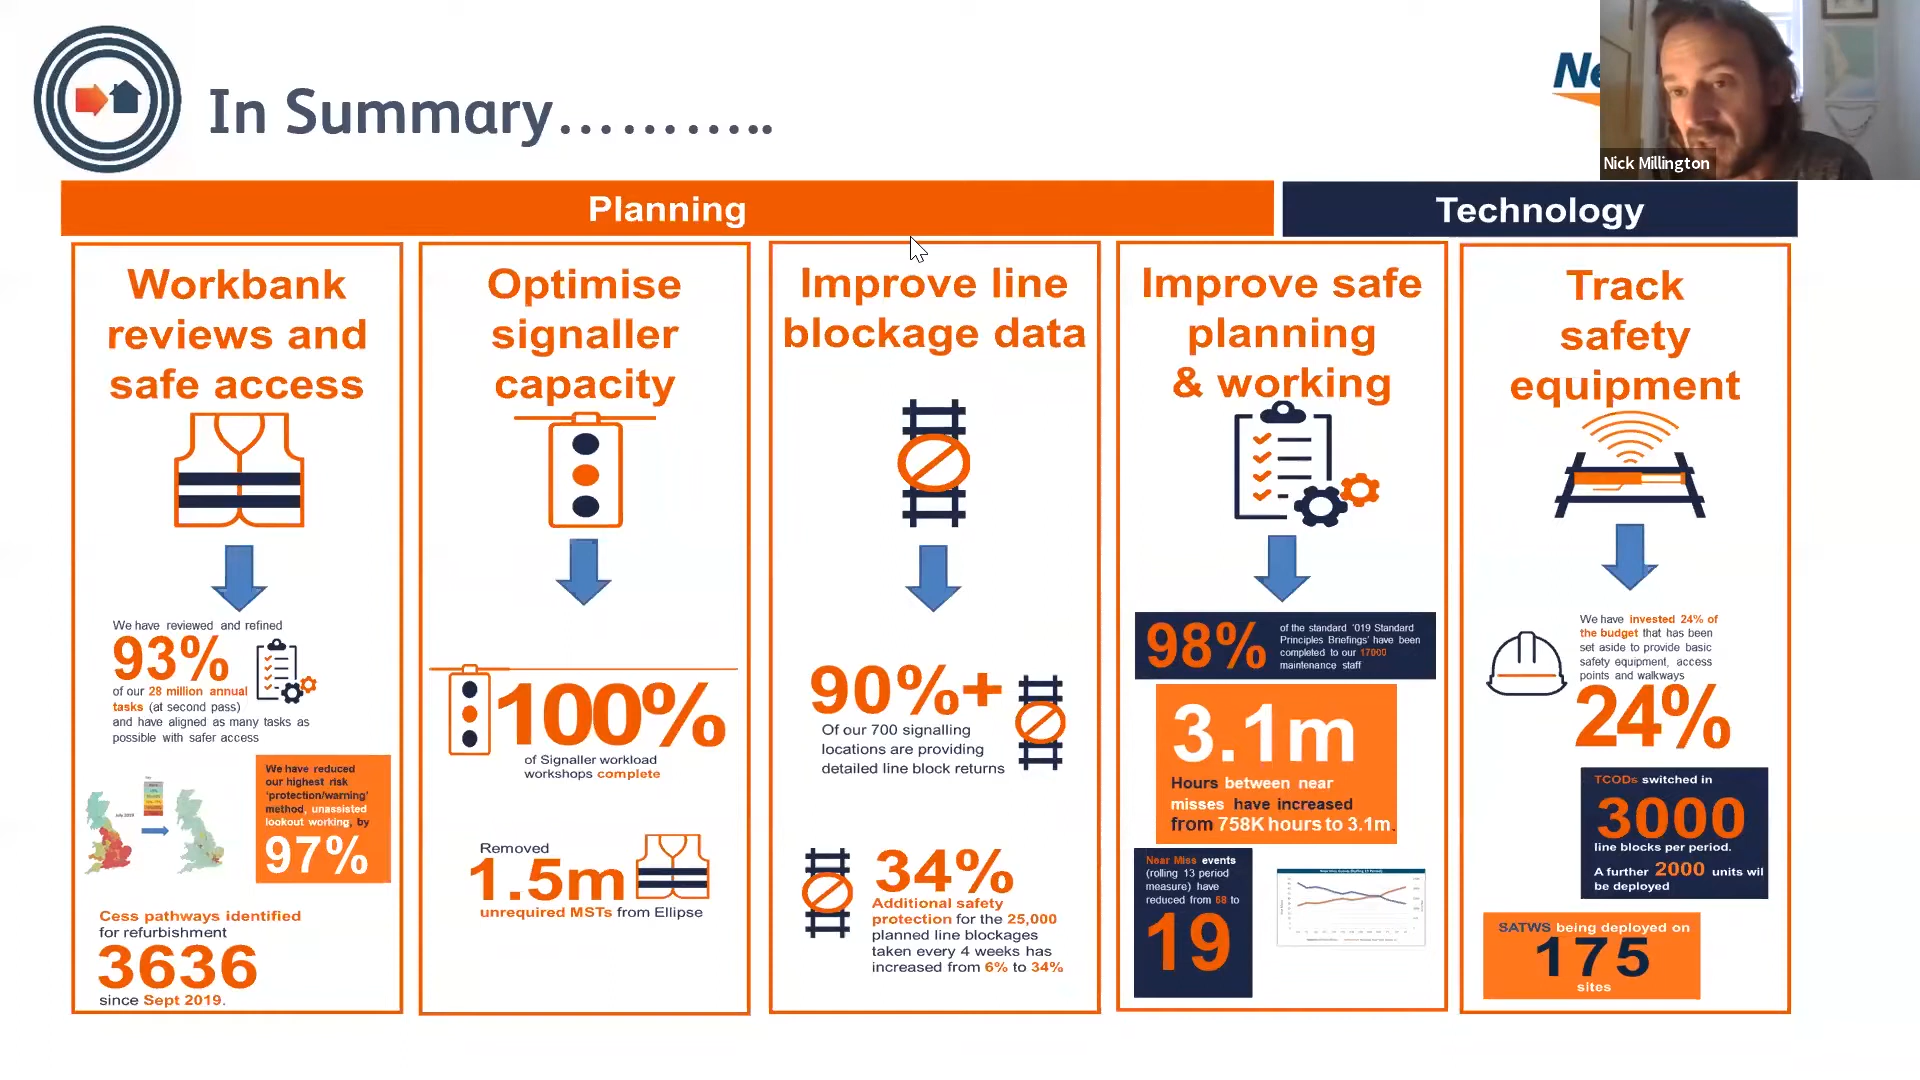 In Summary………..
Ne
Nick Millington
Planning
Technology
Workbank
reviews and
safe access
We have reviewed and refined
93%
of our 28 million annual
tasks (at second pass)
and have aligned as many tasks as
possible with safer access
July 2019
We have reduced
our highest risk
'protection/warning'
method, unassisted
lookout working, by
97%
Cess pathways identified
for refurbishment
3636
since Sept 2019.
Optimise
signaller
capacity
100%
of Signaller workload
workshops complete
Removed
1.5m
unrequired MSTs from Ellipse
Improve line
blockage data
90%+
Of our 700 signalling
locations are providing
detailed line block returns
34%
Additional safety
protection for the 25,000
planned line blockages
taken every 4 weeks has
increased from 6% to 34%
Improve safe
planning
& working
98%
of the standard '019 Standard
Principles Briefings' have been
completed to our 17000
maintenance staff
3.1m
Hours between near
misses have increased
from 758K hours to 3.1m.
Near Miss events
(rolling 13 period
measure) have
reduced from 68 to
19
Track
safety
equipment
We have invested 24% of
the budget that has been
set aside to provide basic
safety equipment, access
points and walkways
24%
TCODs switched in
3000
line blocks per period.
A further 2000 units wil
be deployed
SATWS being deployed on
175
sites